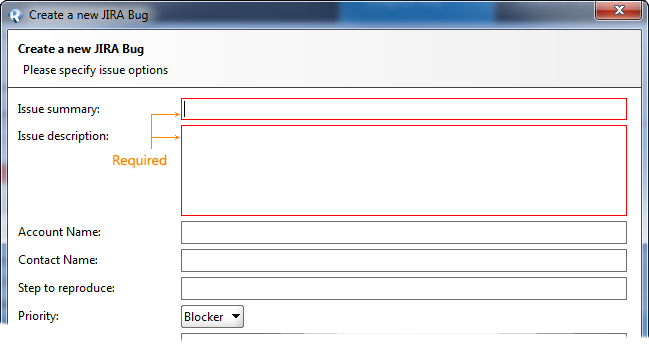 Create a new JIRA Bug
Create a new JIRA Bug
Please specify issue options
Issue summary:
Issue description:
Required
Account Name:
Contact Name:
Step to reproduce:
Priority: Blocker